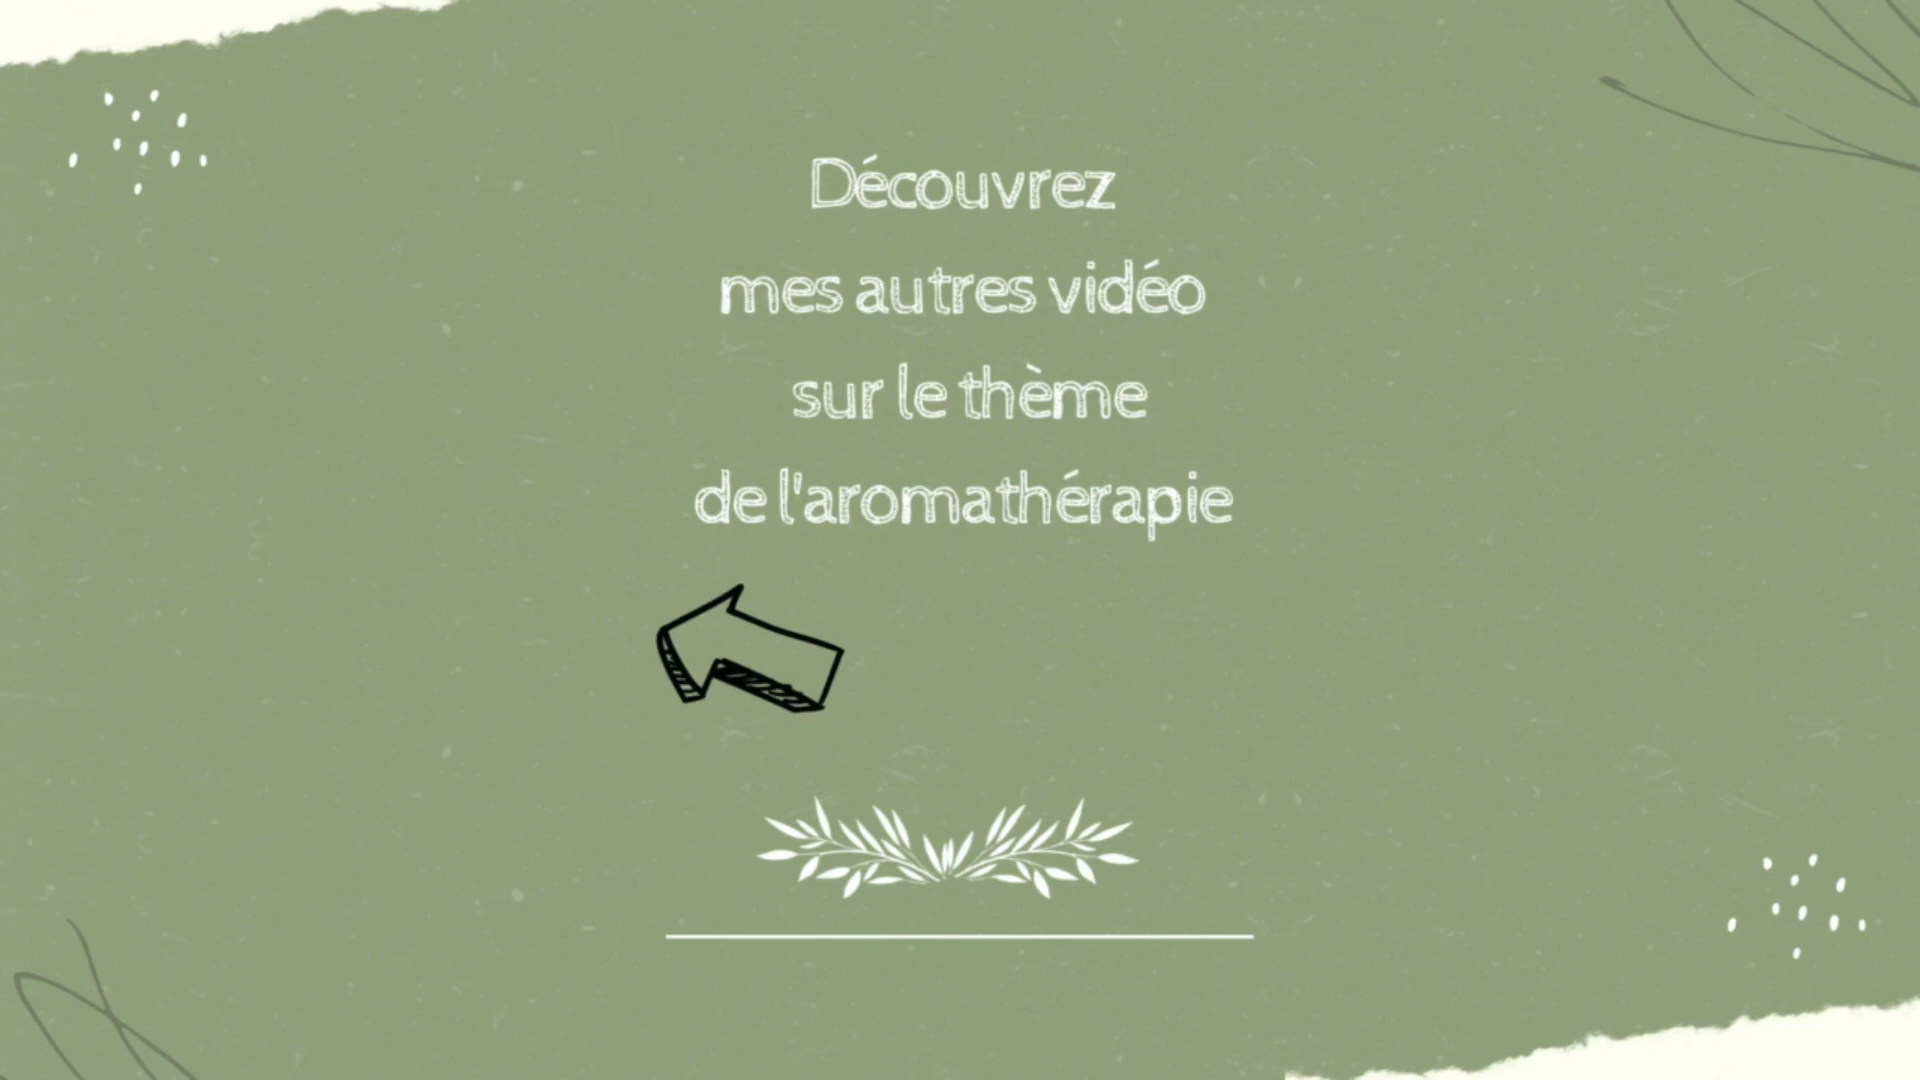 Découvrez
mes autres vidéo
sur le thème
de l'aromathérapie